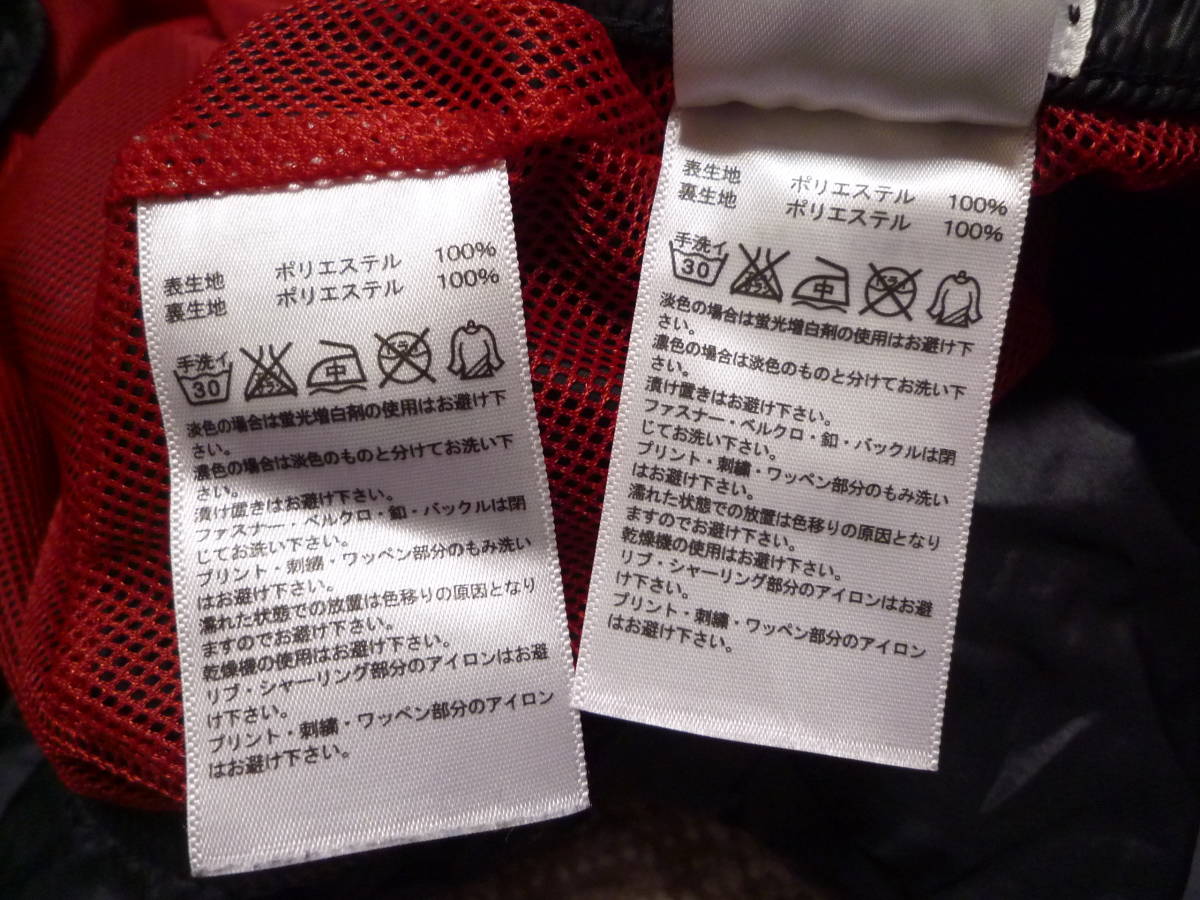 表生地 ポリエステル 100%
裏生地 ポリエステル 100%
手洗イ
30
中
淡色の場合は蛍光増白剤の使用はお避け下
さい。
濃色の場合は淡色のものと分けてお洗い下
さい。
漬け置きはお避け下さい。
ファスナー・ベルクロ・釦・バックルは閉
じてお洗い下さい。
プリント・刺繍・ワッペン部分のもみ洗い
はお避け下さい。
濡れた状態での放置は色移りの原因となり
ますのでお避け下さい。
乾燥機の使用はお避け下さい。
リブ・シャーリング部分のアイロンはお避
け下さい。
プリント・刺繍・ワッペン部分のアイロン
はお避け下さい。
表生地 ポリエステル 100%
裏生地 ポリエステル 100%
手洗イ
30
中
淡色の場合は蛍光増白剤の使用はお避け下
さい。
濃色の場合は淡色のものと分けてお洗い下
さい。
漬け置きはお避け下さい。
ファスナー・ベルクロ・釦・バックルは閉
じてお洗い下さい。
プリント・刺繍・ワッペン部分のもみ洗い
はお避け下さい。
濡れた状態での放置は色移りの原因となり
ますのでお避け下さい。
乾燥機の使用はお避け下さい。
リブ・シャーリング部分のアイロンはお避
け下さい。
プリント・刺繍・ワッペン部分のアイロン
はお避け下さい。